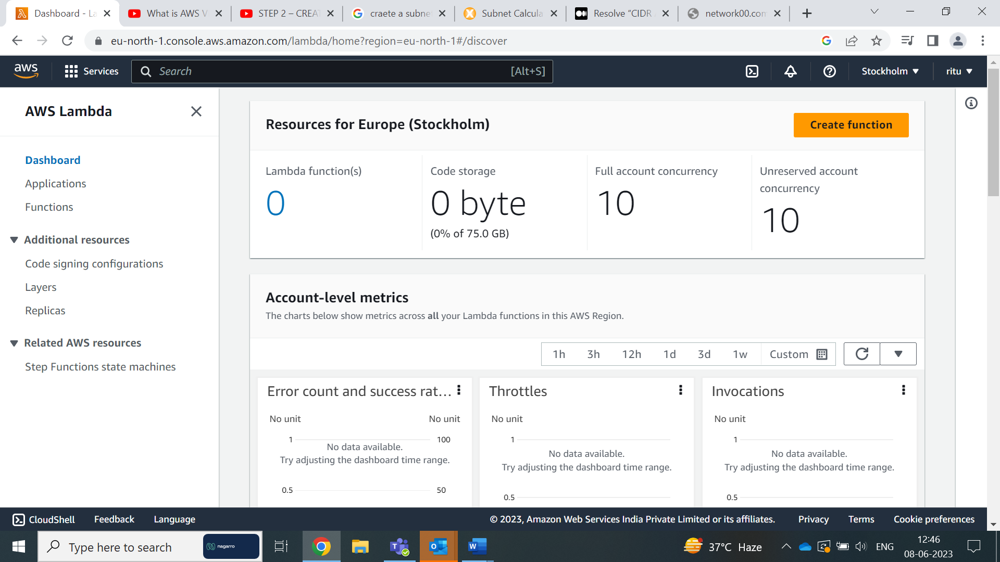 Dashboard - La
What is AWS V
STEP 2 – CREAT
craete a subne
Subnet Calcula
Resolve “CIDR
network00.com
eu-north-1.console.aws.amazon.com/lambda/home?region=eu-north-1#/discover
aws
Services
Search
[Alt+S]
Stockholm
ritu
AWS Lambda
Dashboard
Applications
Functions
Additional resources
Code signing configurations
Layers
Replicas
Related AWS resources
Step Functions state machines
Resources for Europe (Stockholm)
Create function
Lambda function(s)
0
Code storage
0 byte
(0% of 75.0 GB)
Full account concurrency
10
Unreserved account
concurrency
10
Account-level metrics
The charts below show metrics across all your Lambda functions in this AWS Region.
1h 3h 12h 1d 3d 1w Custom
Error count and success rat...
No unit No unit
1 100
No data available.
Try adjusting the dashboard time range.
0.5 50
Throttles
No unit
1
No data available.
Try adjusting the dashboard time range.
0.5
Invocations
No unit
1
No data available.
Try adjusting the dashboard time range.
0.5
CloudShell Feedback Language
© 2023, Amazon Web Services India Private Limited or its affiliates.
Privacy Terms Cookie preferences
Type here to search
nagarro
37°C Haze
ENG
12:46
08-06-2023